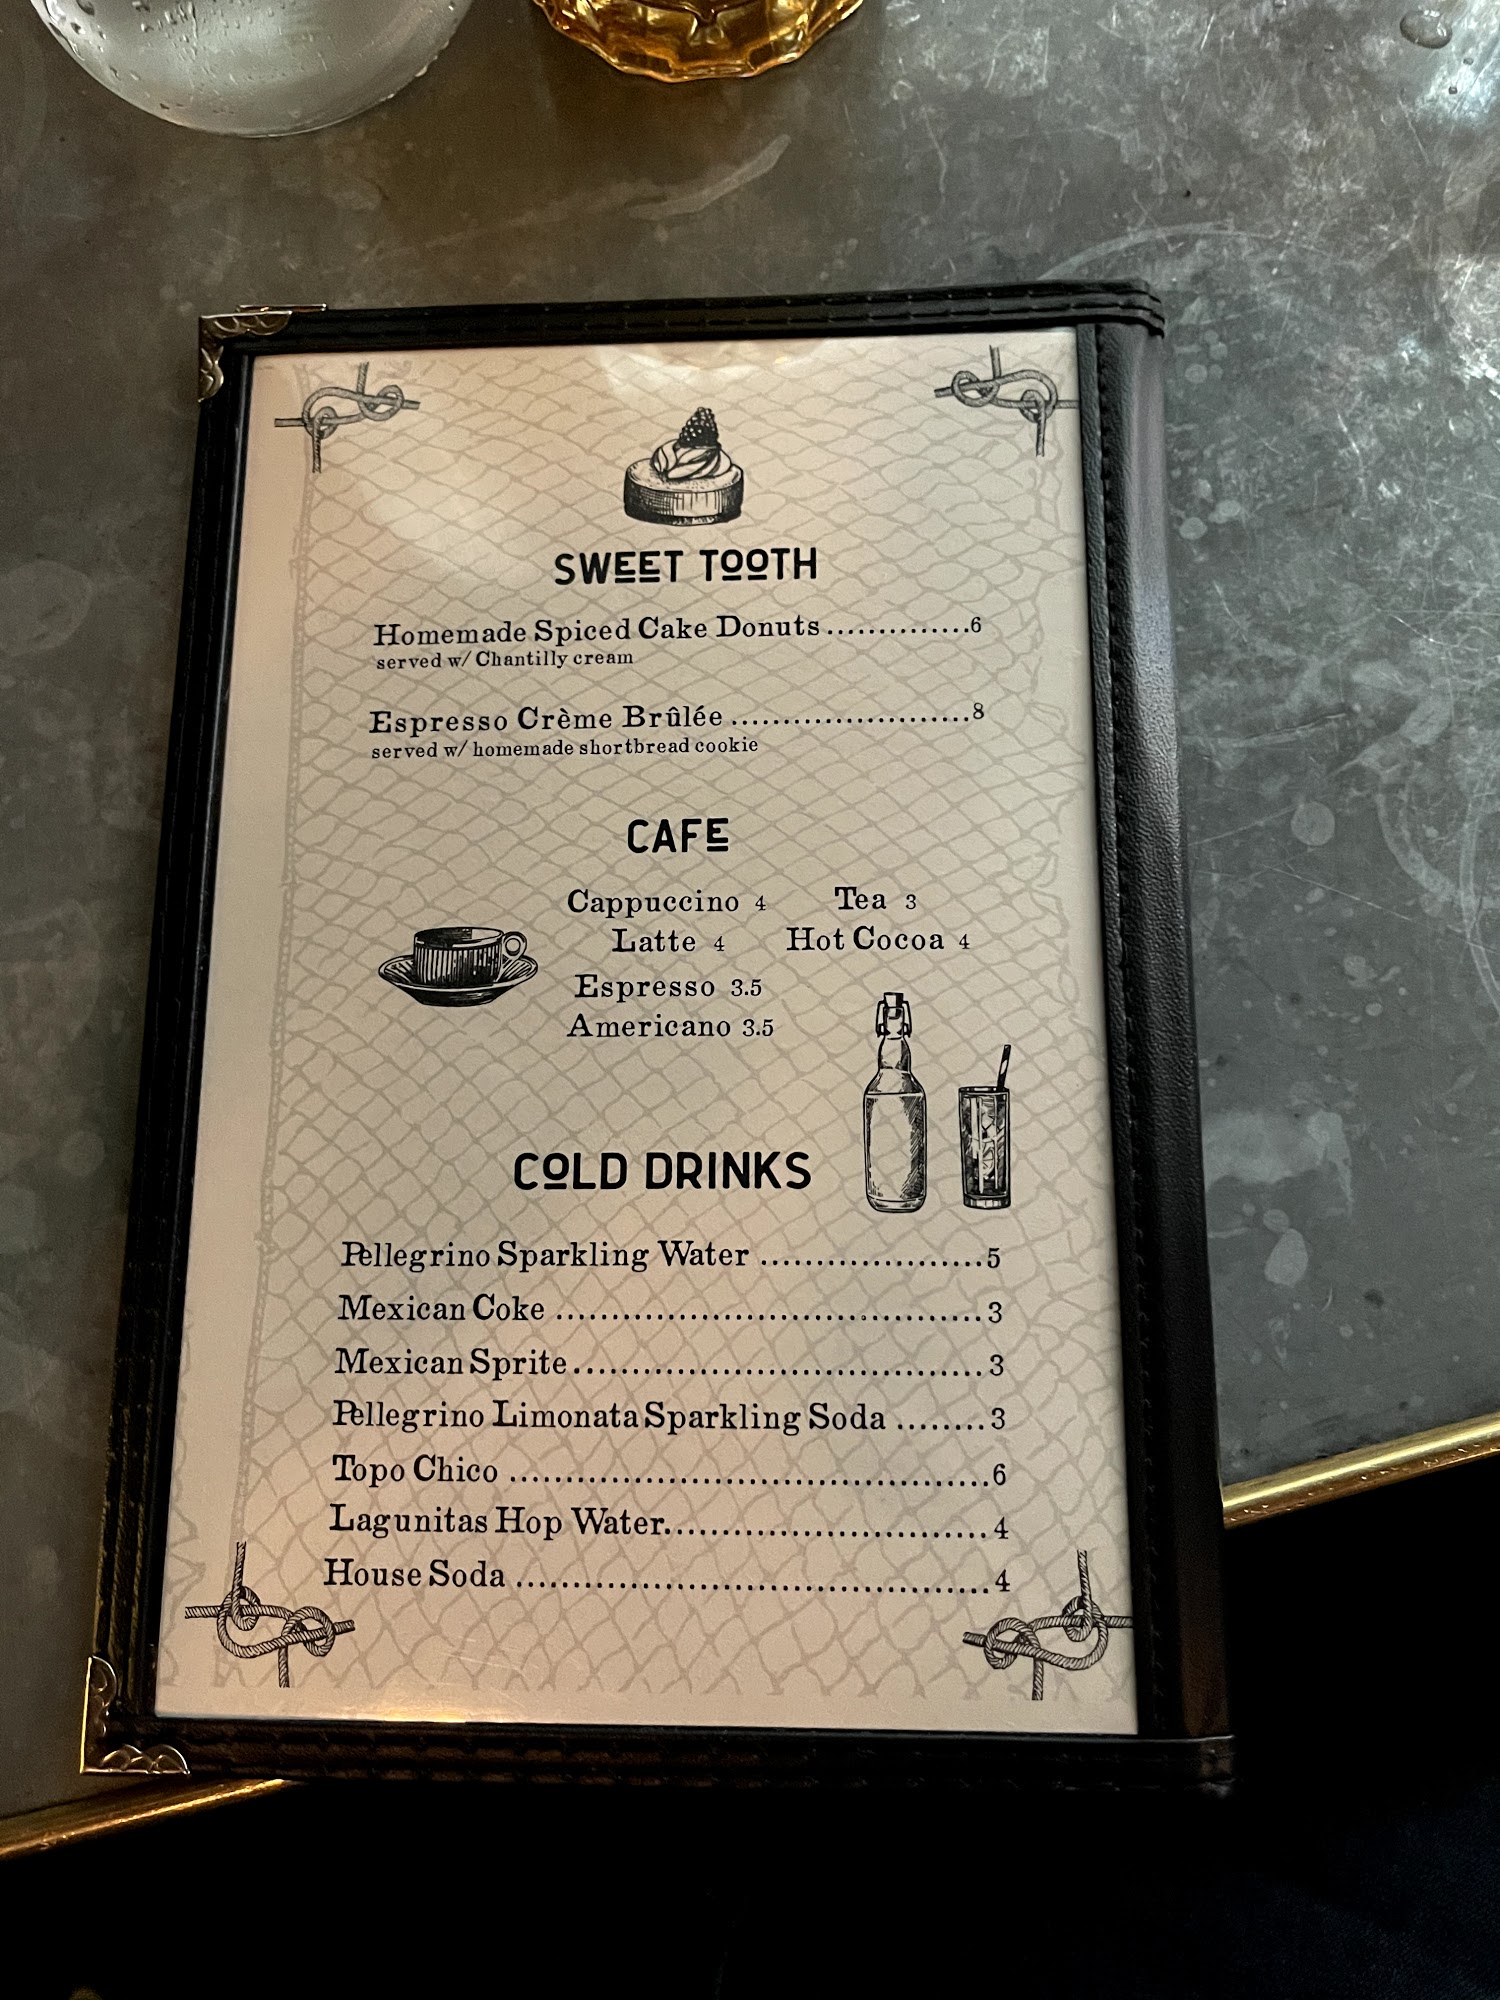 SWEET TOOTH
Homemade Spiced Cake Donuts..............6
served w/ Chantilly cream
Espresso Crème Brûlée .......................8
served w/ homemade shortbread cookie
CAFE
Cappuccino 4 Tea 3
Latte 4 Hot Cocoa 4
Espresso 3.5
Americano 3.5
COLD DRINKS
Pellegrino Sparkling Water ....................5
Mexican Coke ......................................3
Mexican Sprite.....................................3
Pellegrino Limonata Sparkling Soda ........3
Topo Chico ..........................................6
Lagunitas Hop Water............................4
House Soda ..........................................4